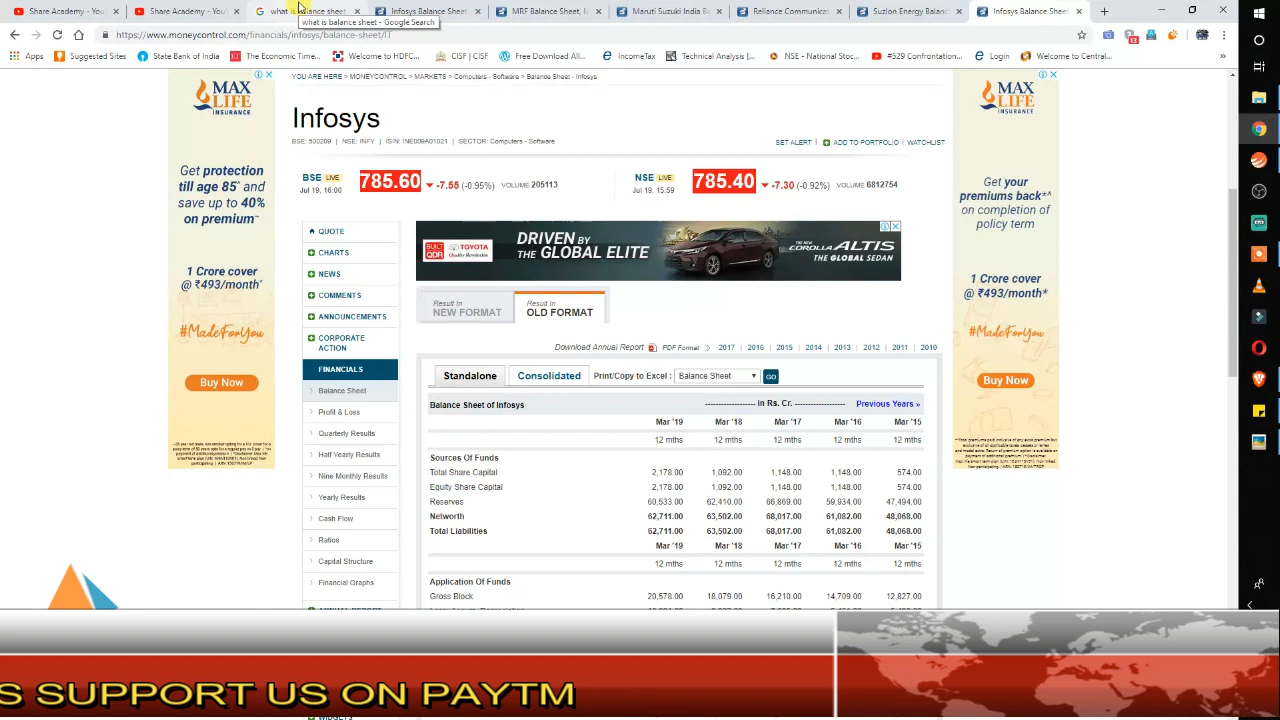 Share Academy - You
Share Academy - You
what is balance sheet.
Infosys Balance Sheet
MRF Balance Sheet, M
Maruti Suzuki India Ba
Reliance Communicat
Suzlon Energy Balanc
Infosys Balance Sheet
what is balance sheet - Google Search
https://www.moneycontrol.com/financials/infosys/balance-sheet/IT
13
Apps
Suggested Sites
State Bank of India
The Economic Time
Welcome to HDFC
CISF | CISF
Free Download All
IncomeTax
Technical Analysis |
NSE - National Stoc
#529 Confrontation
Login
Welcome to Central
»
YOU ARE HERE > MONEYCONTROL > MARKETS > Computers - Software > Balance Sheet - Infosys
Infosys
BSE: 500209 | NSE: INFY | ISIN: INE009A01021 | SECTOR: Computers - Software
SET ALERT | ADD TO PORTFOLIO | WATCHLIST
BSE LIVE
Jul 19, 16:00
785.60
-7.55 (-0.95%)
VOLUME 205113
NSE LIVE
Jul 19, 15:59
785.40
-7.30 (-0.92%)
VOLUME 6812754
MAX
LIFE
INSURANCE
Get protection
till age 85* and
save up to 40%
on premium~
1 Crore cover
@ ₹493/month*
#MadeForYou
Buy Now
QUOTE
CHARTS
NEWS
COMMENTS
ANNOUNCEMENTS
CORPORATE
ACTION
FINANCIALS
Balance Sheet
Profit & Loss
Quarterly Results
Half Yearly Results
Nine Monthly Results
Yearly Results
Cash Flow
Ratios
Capital Structure
Financial Graphs
ANNUAL REPORT
BUILT
QDR
TOYOTA
Quality Revolution
DRIVEN BY
THE GLOBAL ELITE
THE NEW
COROLLA ALTIS
THE GLOBAL SEDAN
Result In
NEW FORMAT
Result In
OLD FORMAT
Download Annual Report PDF Format 2017 | 2016 | 2015 | 2014 | 2013 | 2012 | 2011 | 2010
Standalone
Consolidated
Print/Copy to Excel : Balance Sheet GO
Balance Sheet of Infosys
------------------- in Rs. Cr. -------------------
Previous Years »
Mar '19 Mar '18 Mar '17 Mar '16 Mar '15
12 mths 12 mths 12 mths 12 mths 12 mths
Sources Of Funds
Total Share Capital 2,178.00 1,092.00 1,148.00 1,148.00 574.00
Equity Share Capital 2,178.00 1,092.00 1,148.00 1,148.00 574.00
Reserves 60,533.00 62,410.00 66,869.00 59,934.00 47,494.00
Networth 62,711.00 63,502.00 68,017.00 61,082.00 48,068.00
Total Liabilities 62,711.00 63,502.00 68,017.00 61,082.00 48,068.00
Mar '19 Mar '18 Mar '17 Mar '16 Mar '15
12 mths 12 mths 12 mths 12 mths 12 mths
Application Of Funds
Gross Block 20,578.00 18,079.00 16,210.00 14,709.00 12,827.00
MAX
LIFE
INSURANCE
Get your
premiums back*^
on completion of
policy term
1 Crore cover
@ ₹493/month*
#MadeForYou
Buy Now
S SUPPORT US ON PAYTM
WIDGETS